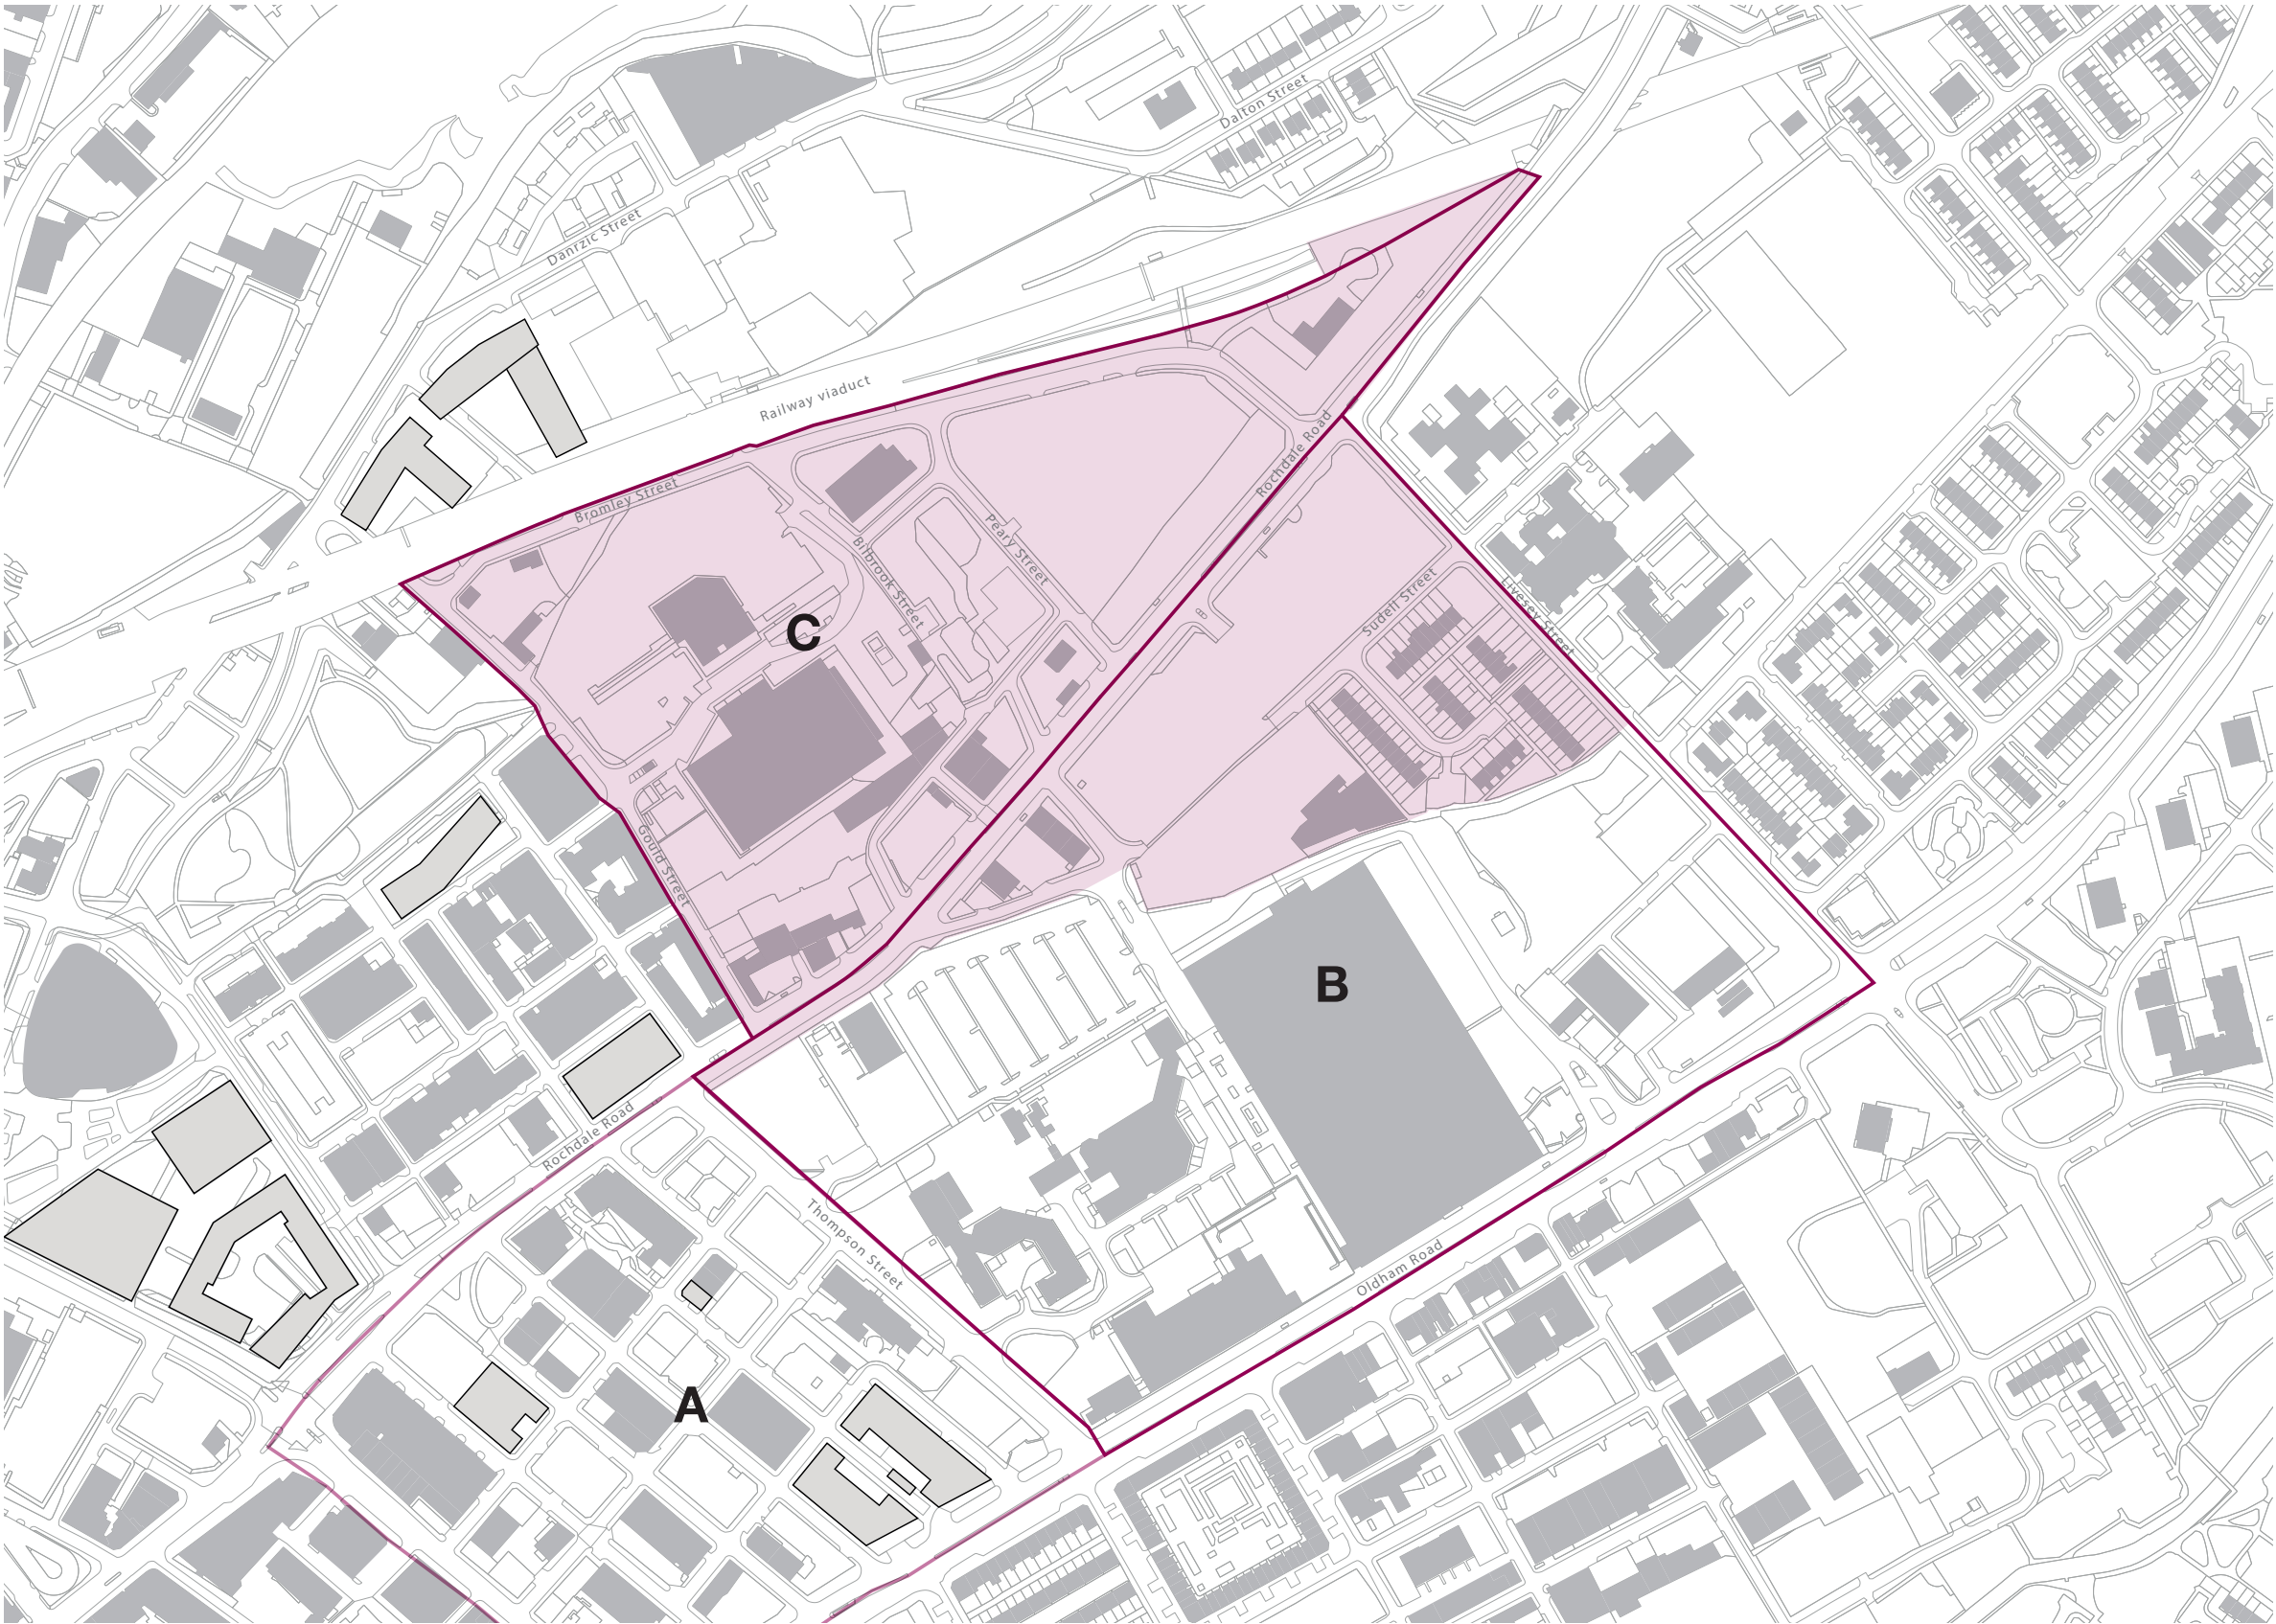 Dalton Street
Danrzic Street
Railway viaduct
Bromley Street
Rochdale Road
Peary Street
Bilbrook Street
Sudell Street
Livesey Street
C
Gould Street
B
Rochdale Road
Thompson Street
Oldham Road
A